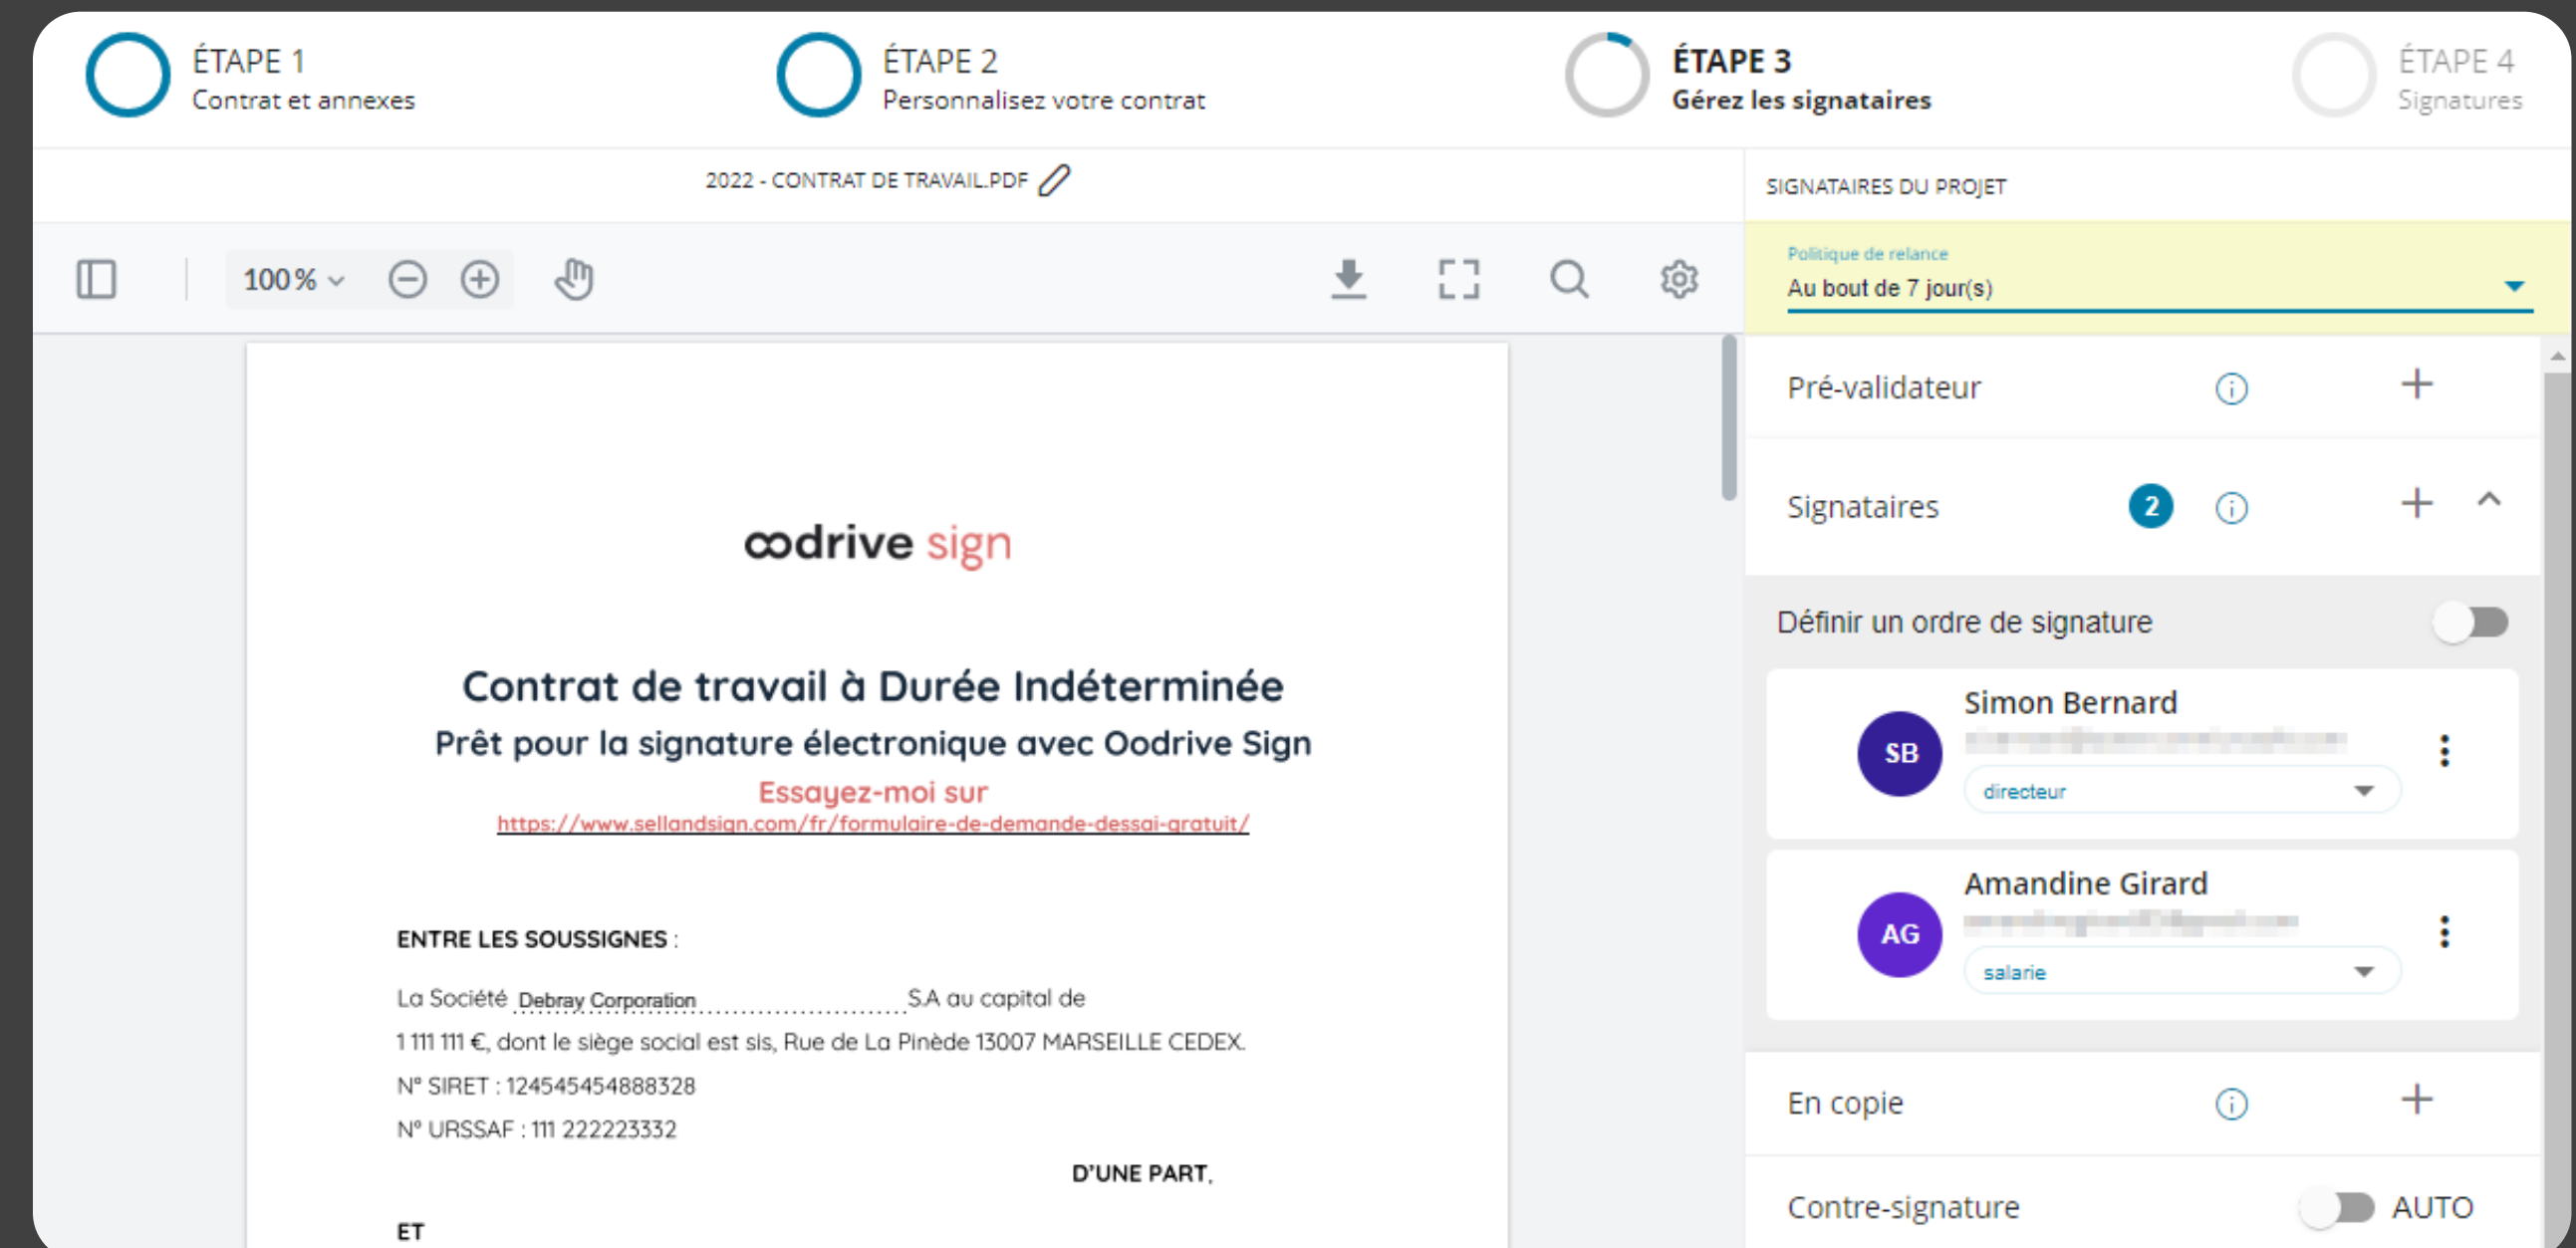 ÉTAPE 1
Contrat et annexes
ÉTAPE 2
Personnalisez votre contrat
ÉTAPE 3
Gérez les signataires
ÉTAPE 4
Signatures
2022 - CONTRAT DE TRAVAIL.PDF
SIGNATAIRES DU PROJET
100 %
Politique de relance
Au bout de 7 jour(s)
oodrive sign
Contrat de travail à Durée Indéterminée
Prêt pour la signature électronique avec Oodrive Sign
Essayez-moi sur
https://www.sellandsign.com/fr/formulaire-de-demande-dessai-gratuit/
ENTRE LES SOUSSIGNES :
La Société Debray Corporation S.A au capital de
1 111 111 €, dont le siège social est sis, Rue de La Pinède 13007 MARSEILLE CEDEX.
N° SIRET : 124545454888328
N° URSSAF : 111 222223332
D'UNE PART,
ET
Pré-validateur
Signataires 2
Définir un ordre de signature
SB
Simon Bernard
directeur
AG
Amandine Girard
salarie
En copie
Contre-signature AUTO